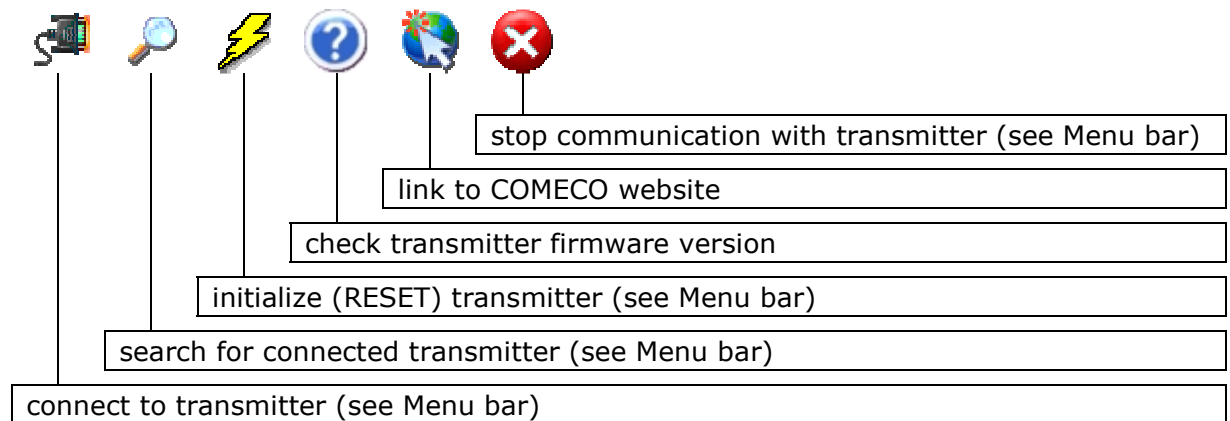 stop communication with transmitter (see Menu bar)
link to COMECO website
check transmitter firmware version
initialize (RESET) transmitter (see Menu bar)
search for connected transmitter (see Menu bar)
connect to transmitter (see Menu bar)